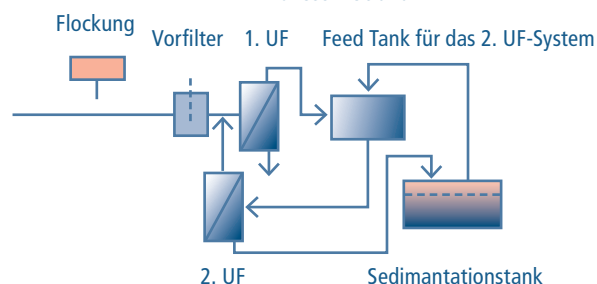 Flockung
Vorfilter
1. UF
Feed Tank für das 2. UF-System
2. UF
Sedimantationstank